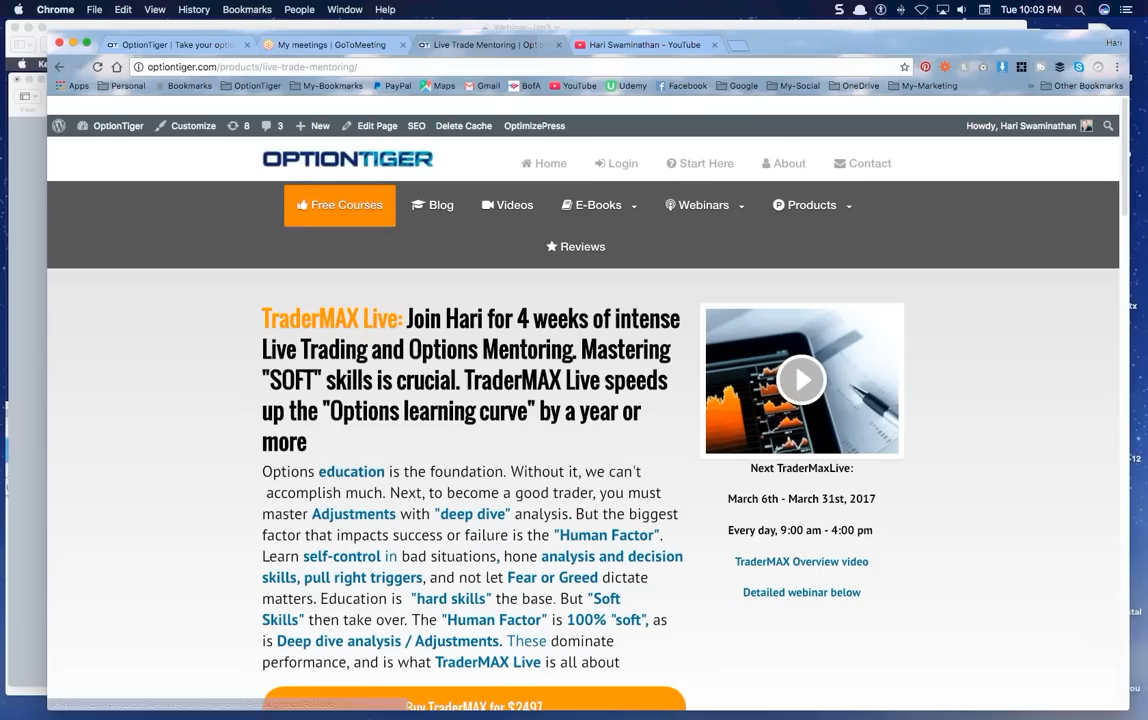 Chrome File Edit View History Bookmarks People Window Help Tue 10:03 PM
OptionTiger | Take your optio
My meetings | GoToMeeting
Live Trade Mentoring | Opti
Hari Swaminathan - YouTube
Hari
optiontiger.com/products/live-trade-mentoring/
Apps Personal Bookmarks OptionTiger My-Bookmarks PayPal Maps Gmail BofA YouTube Udemy Facebook Google My-Social OneDrive My-Marketing » Other Bookmarks
OptionTiger Customize 8 3 New Edit Page SEO Delete Cache OptimizePress Howdy, Hari Swaminathan
OPTIONTIGER
Home Login Start Here About Contact
Free Courses Blog Videos E-Books Webinars Products
Reviews
TraderMAX Live: Join Hari for 4 weeks of intense
Live Trading and Options Mentoring. Mastering
"SOFT" skills is crucial. TraderMAX Live speeds
up the "Options learning curve" by a year or
more
Options education is the foundation. Without it, we can't
accomplish much. Next, to become a good trader, you must
master Adjustments with "deep dive" analysis. But the biggest
factor that impacts success or failure is the "Human Factor".
Learn self-control in bad situations, hone analysis and decision
skills, pull right triggers, and not let Fear or Greed dictate
matters. Education is "hard skills" the base. But "Soft
Skills" then take over. The "Human Factor" is 100% "soft", as
is Deep dive analysis / Adjustments. These dominate
performance, and is what TraderMAX Live is all about
Buy TraderMAX for $2497
Next TraderMaxLive:
March 6th - March 31st, 2017
Every day, 9:00 am - 4:00 pm
TraderMAX Overview video
Detailed webinar below